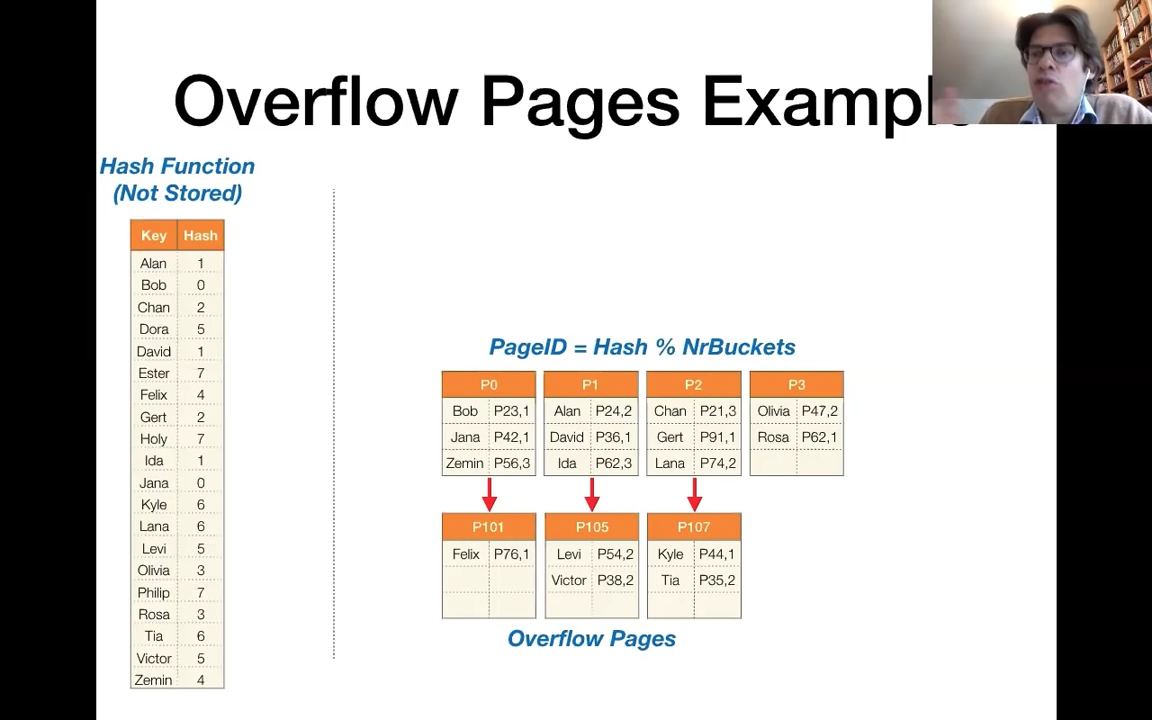 Overflow Pages Exampl
Hash Function
(Not Stored)
Key Hash
Alan 1
Bob 0
Chan 2
Dora 5
David 1
Ester 7
Felix 4
Gert 2
Holy 7
Ida 1
Jana 0
Kyle 6
Lana 6
Levi 5
Olivia 3
Philip 7
Rosa 3
Tia 6
Victor 5
Zemin 4
PageID = Hash % NrBuckets
P0 P1 P2 P3
Bob P23,1 Alan P24,2 Chan P21,3 Olivia P47,2
Jana P42,1 David P36,1 Gert P91,1 Rosa P62,1
Zemin P56,3 Ida P62,3 Lana P74,2
P101 P105 P107
Felix P76,1 Levi P54,2 Kyle P44,1
Victor P38,2 Tia P35,2
Overflow Pages